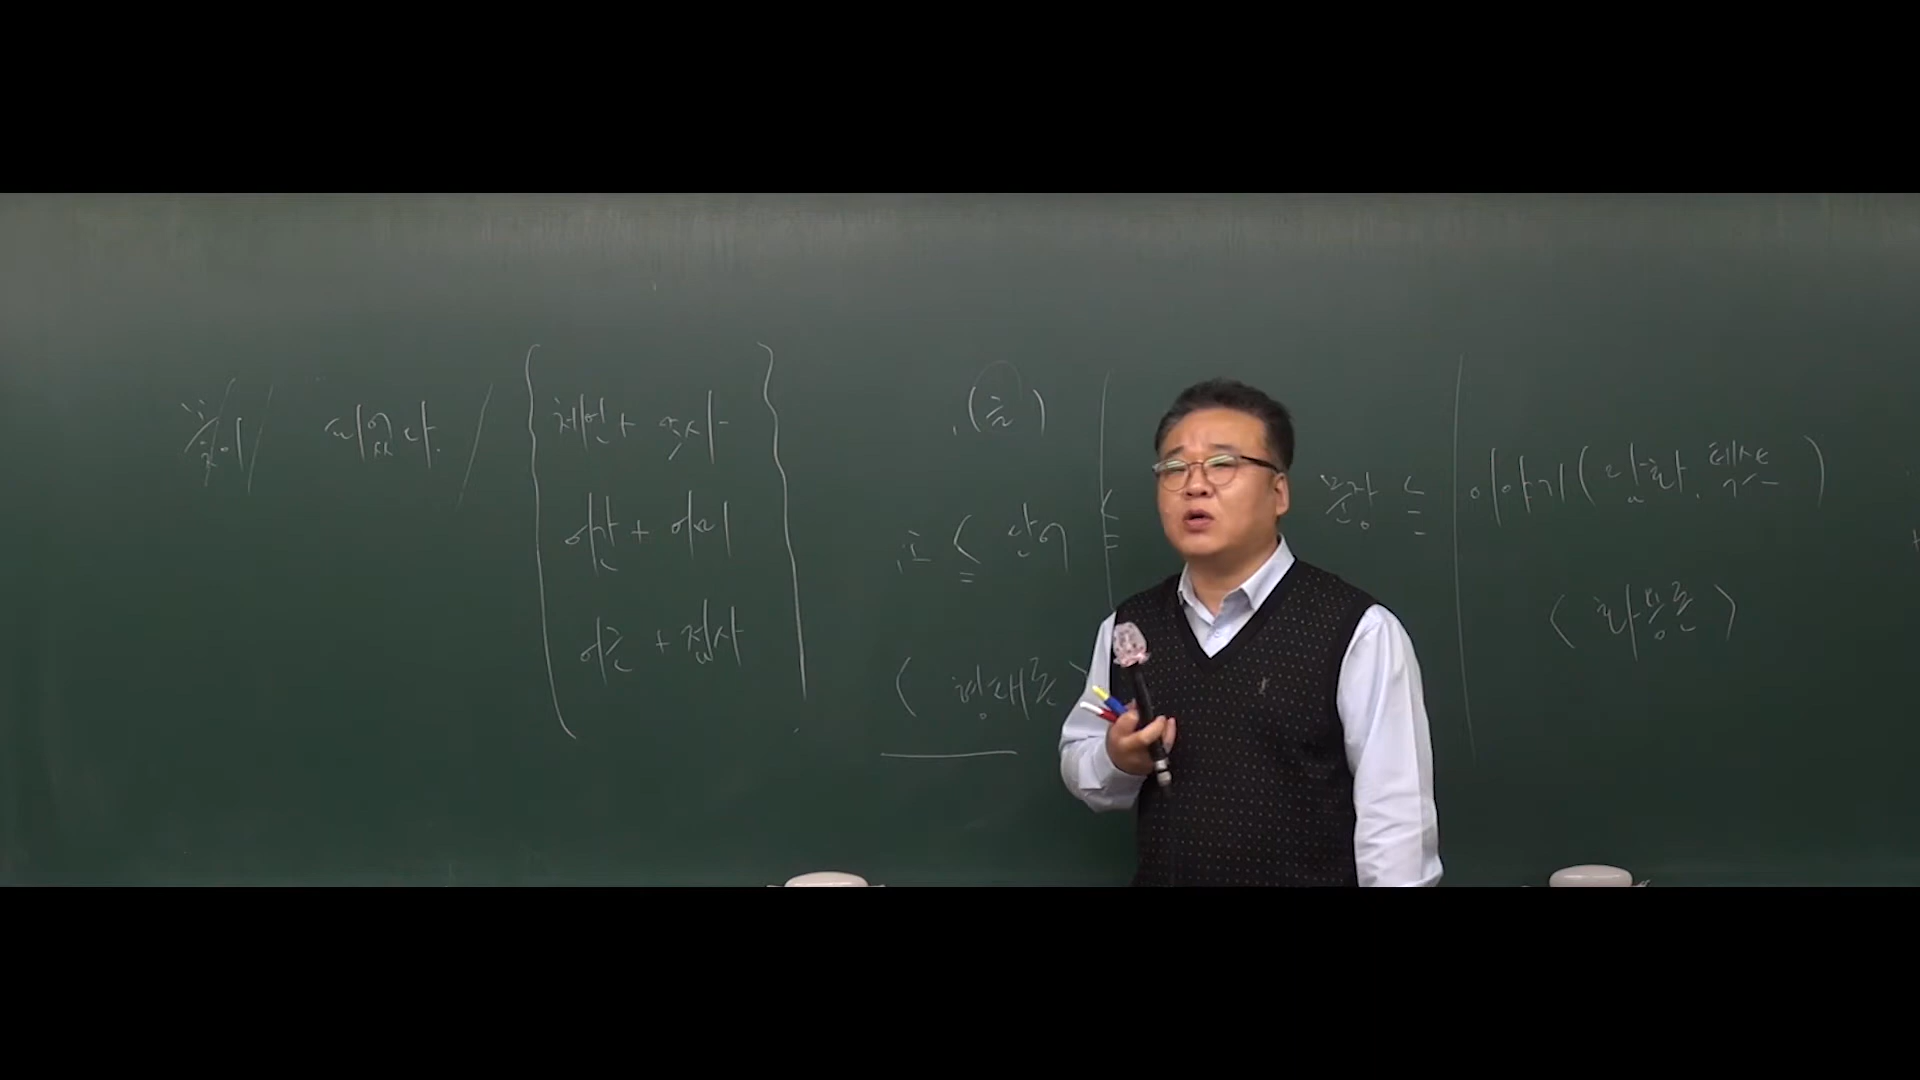 꽃이 / 피었다. /
체언 + 조사
어간 + 어미
어근 + 접사
(음)
≤ 단어 ≤
< 형태론 >
문장 ≤
이야기 (담화, 텍스트)
< 화용론 >